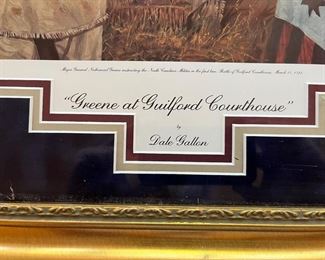 Major General Nathanael Greene instructing the North Carolina Militia in the first line, Battle of Guilford Courthouse, March 15, 1781
"Greene at Guilford Courthouse"
by
Dale Gallon